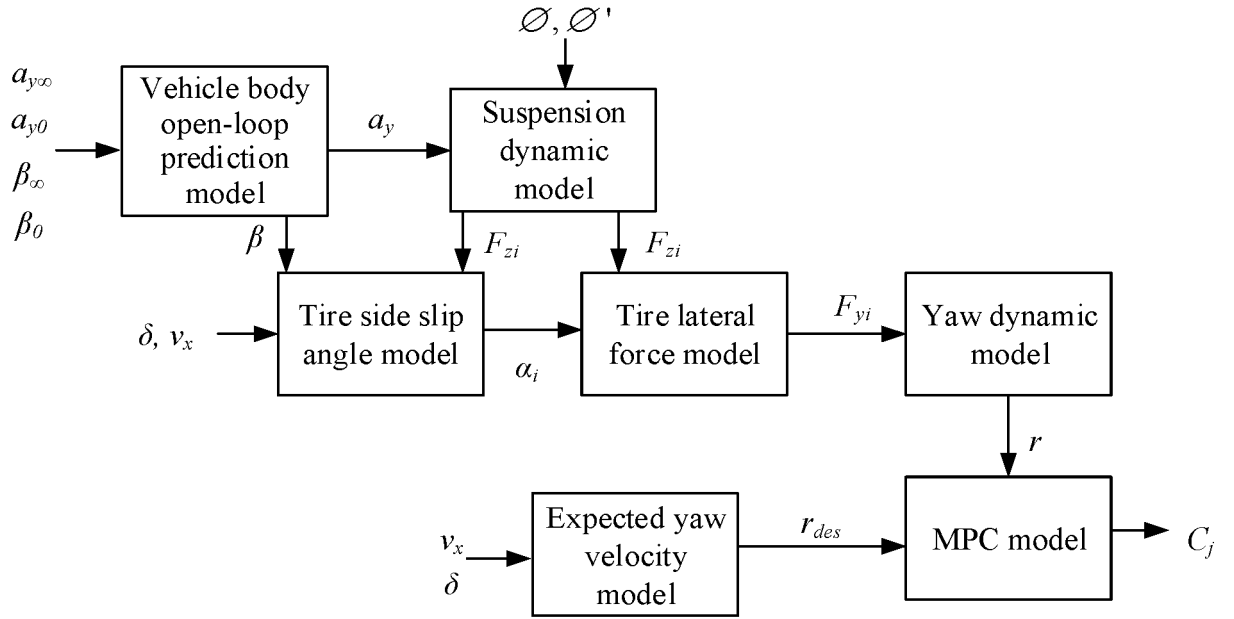 ∅, ∅'
a_y∞
a_y0
β_∞
β_0
Vehicle body
open-loop
prediction
model
a_y
Suspension
dynamic
model
β
F_zi
F_zi
δ, v_x
Tire side slip
angle model
α_i
Tire lateral
force model
F_yi
Yaw dynamic
model
r
v_x
δ
Expected yaw
velocity
model
r_des
MPC model
C_j